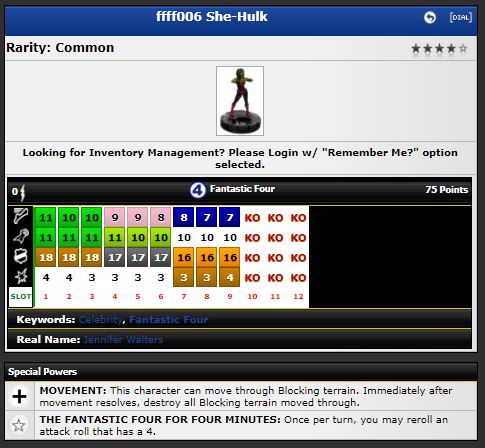 ffff006 She-Hulk
[DIAL]
Rarity: Common
Looking for Inventory Management? Please Login w/ "Remember Me?" option
selected.
0 4 Fantastic Four 75 Points
11 10 10 9 9 8 8 7 7 KO KO KO
11 11 11 11 10 10 10 10 10 KO KO KO
18 18 18 17 17 17 16 16 16 KO KO KO
4 4 3 3 3 3 3 3 4 KO KO KO
SLOT 1 2 3 4 5 6 7 8 9 10 11 12
Keywords: Celebrity, Fantastic Four
Real Name: Jennifer Walters
Special Powers
MOVEMENT: This character can move through Blocking terrain. Immediately after
movement resolves, destroy all Blocking terrain moved through.
THE FANTASTIC FOUR FOR FOUR MINUTES: Once per turn, you may reroll an
attack roll that has a 4.